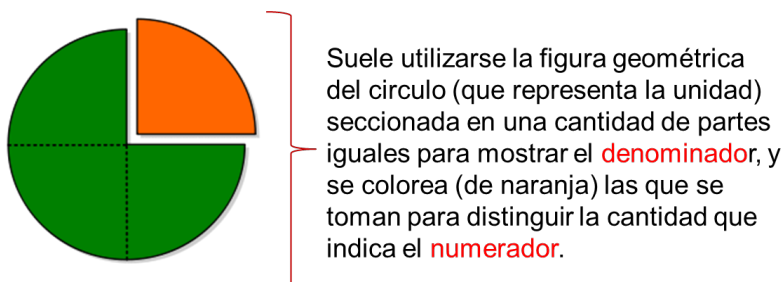 Suele utilizarse la figura geométrica
del circulo (que representa la unidad)
seccionada en una cantidad de partes
iguales para mostrar el denominador, y
se colorea (de naranja) las que se
toman para distinguir la cantidad que
indica el numerador.